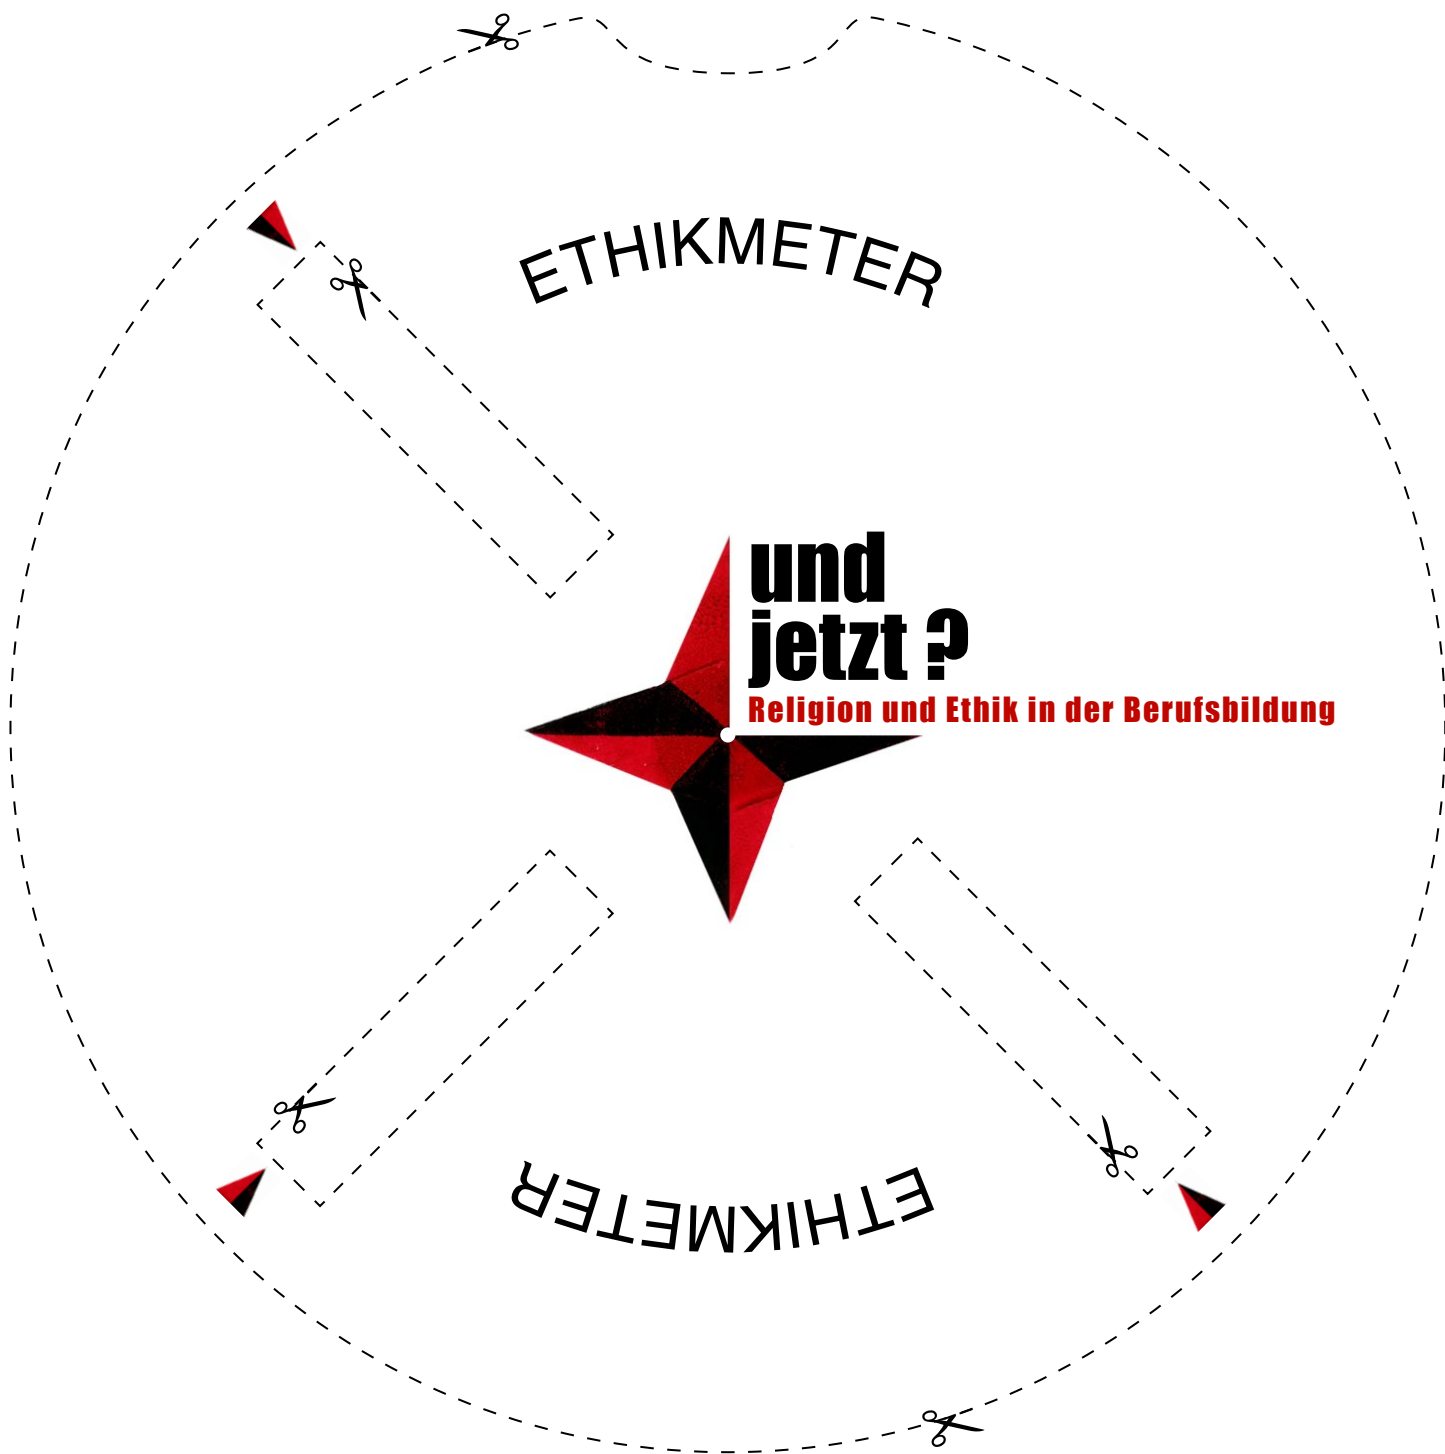 ETHIKMETER
und
jetzt ?
Religion und Ethik in der Berufsbildung
ETHIKMETER